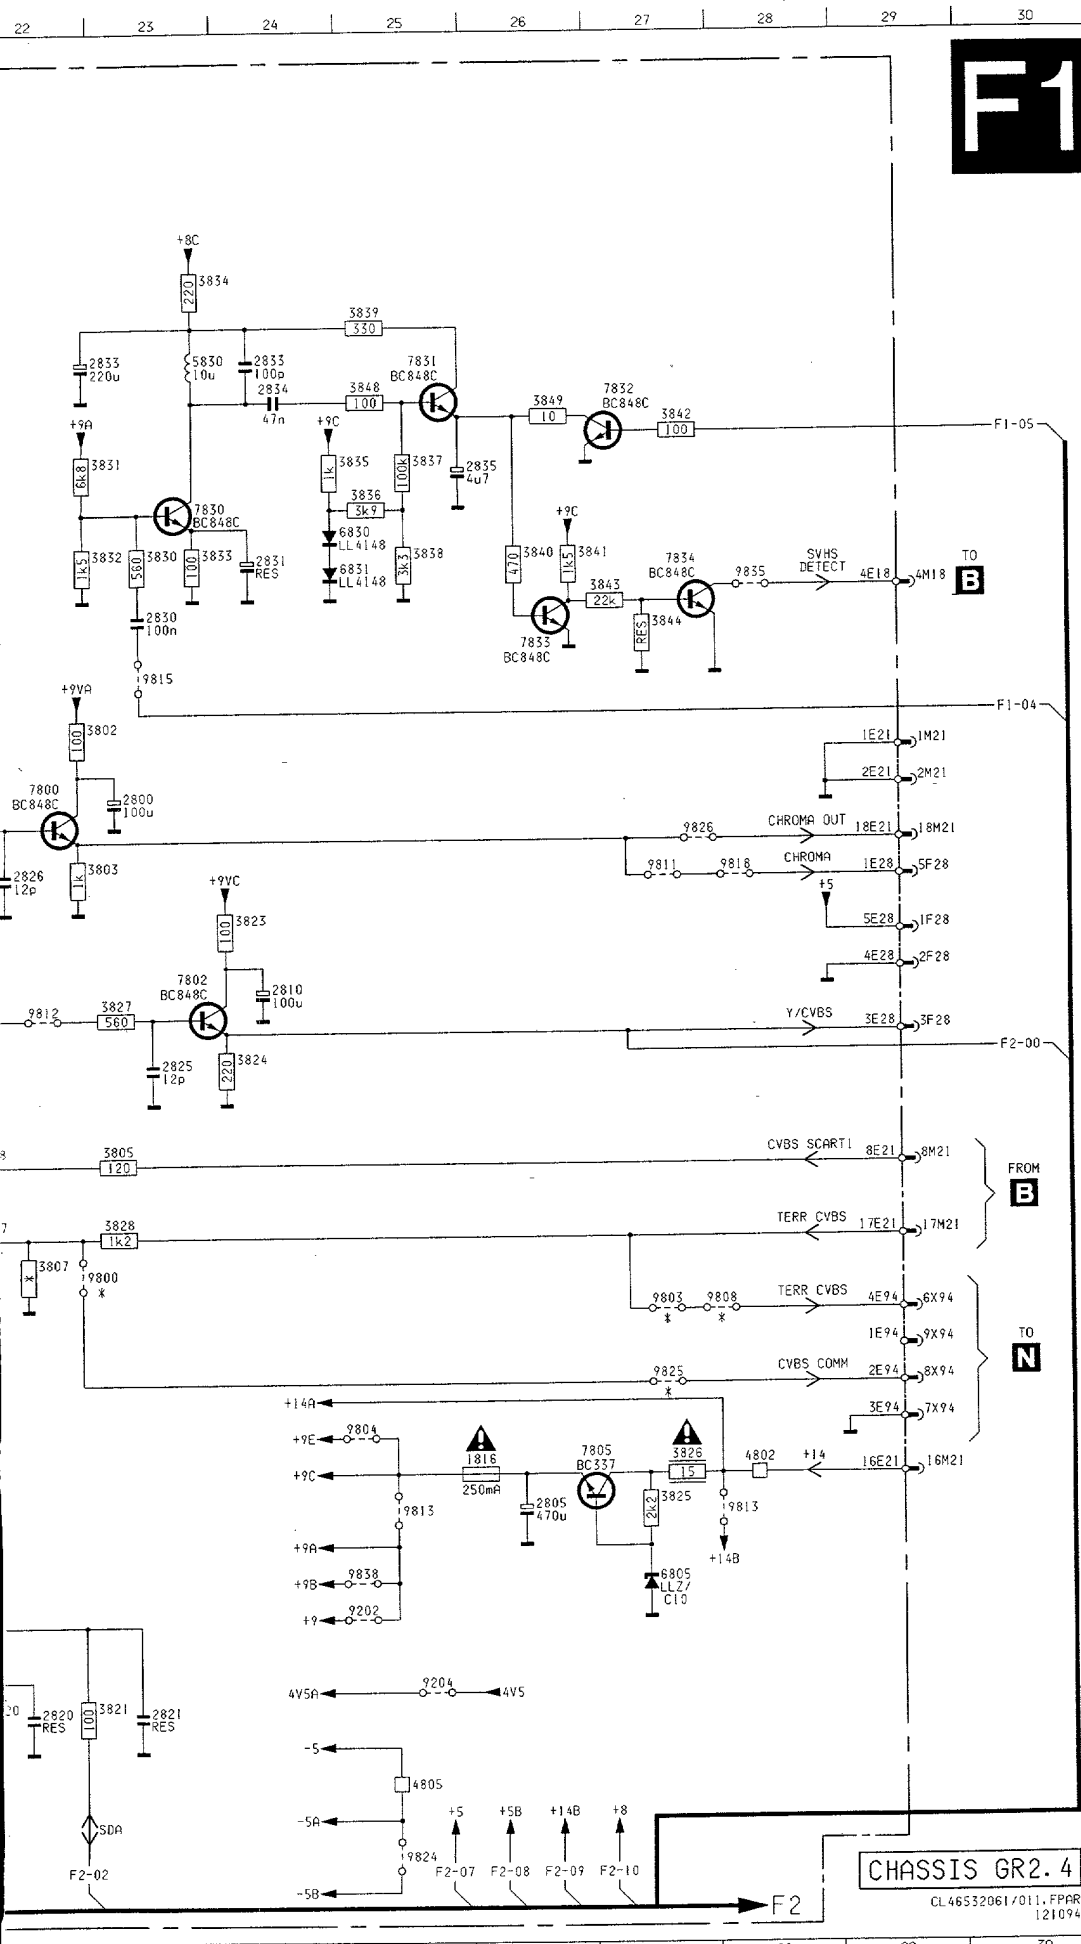 22 23 24 25 26 27 28 29 30
F1
+8C
220 3834
3839
330
2833
220u
5830
10u
2833
100p
2834
47n
3848
100
7831
BC848C
3849
10
7832
BC848C
3842
100
F1-05
+9A
6k8 3831
+9C
1k 3835
100k 3837
2835
4u7
3836
3k9
7830
BC848C
1k5 3832
560 3830
100 3833
2831
RES
6830
LL4148
6831
LL4148
3k3 3838
+9C
470 3840
1k5 3841
3843
22k
7834
BC848C
9835
SVHS
DETECT
4E18 4M18
TO
B
RES 3844
7833
BC848C
2830
100n
9815
F1-04
+9VA
100 3802
7800
BC848C
2800
100u
1E21 1M21
2E21 2M21
9826
CHROMA OUT
18E21 18M21
9811 9818
CHROMA
1E28 5F28
2826
12p
1k 3803
+5
5E28 1F28
4E28 2F28
+9VC
100 3823
7802
BC848C
2810
100u
9812
3827
560
Y/CVBS
3E28 3F28
F2-00
2825
12p
220 3824
8
3805
120
CVBS SCART1
8E21 8M21
FROM
B
7
3828
1k2
TERR CVBS
17E21 17M21
* 3807
9800
*
9803 9808
* *
TERR CVBS
4E94 6X94
1E94 9X94
TO
N
9825
*
CVBS COMM
2E94 8X94
3E94 7X94
+14A
+9E 9804
+9C
1816
250mA
7805
BC337
3826
15
4802
+14
16E21 16M21
9813
2805
470u
2k2 3825
9813
+14B
+9A
+9B 9838
+9 9202
6805
LLZ/
C10
4V5A 9204 4V5
20
2820
RES
100 3821
2821
RES
-5
4805
-5A
9824
-5B
SDA
F2-02
+5 +5B +14B +8
F2-07 F2-08 F2-09 F2-10
F2
CHASSIS GR2.4
CL46532061/011.FPAR
121094